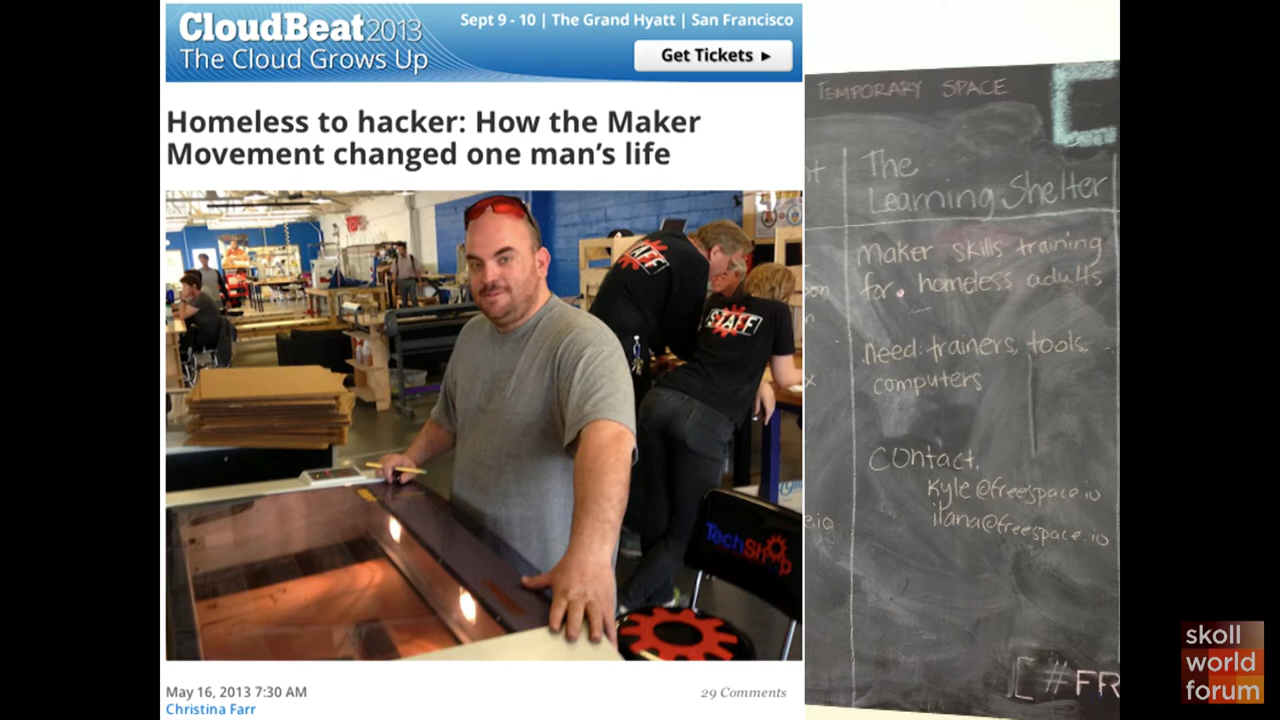 CloudBeat2013
The Cloud Grows Up
Sept 9 - 10 | The Grand Hyatt | San Francisco
Get Tickets ►
Homeless to hacker: How the Maker
Movement changed one man's life
STAFF
STAFF
TechShop
May 16, 2013 7:30 AM
29 Comments
Christina Farr
TEMPORARY SPACE
The
Learning Shelter
Maker skills training
for homeless adults
Need: trainers, tools,
computers
Contact,
kyle@freespace.io
ilana@freespace.io
[#FR
skoll
world
forum